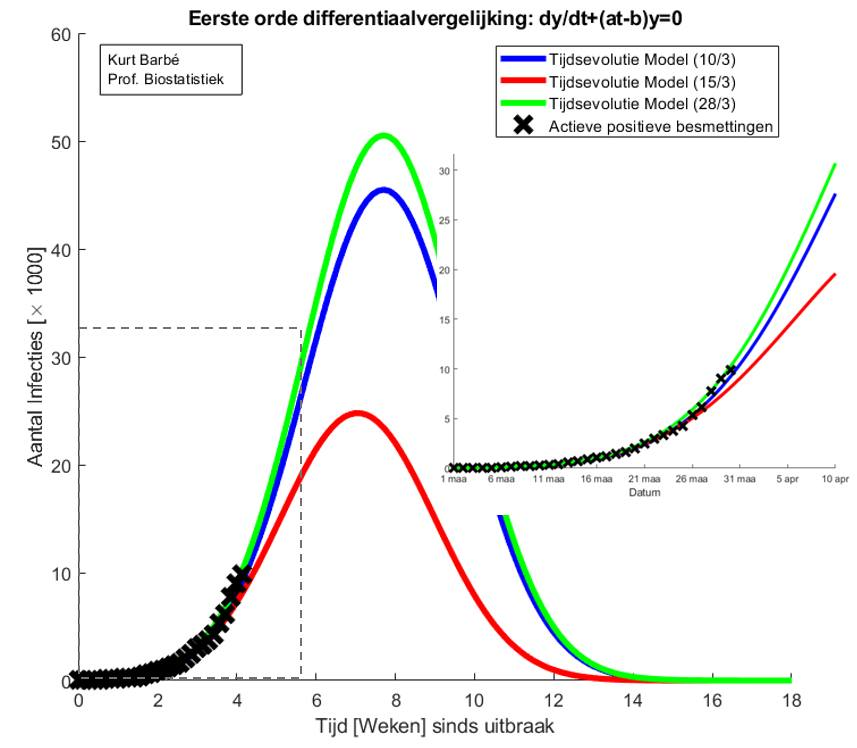 Eerste orde differentiaalvergelijking: dy/dt+(at-b)y=0
60
50
40
30
20
10
0
Aantal Infecties [× 1000]
Kurt Barbé
Prof. Biostatistiek
Tijdsevolutie Model (10/3)
Tijdsevolutie Model (15/3)
Tijdsevolutie Model (28/3)
Actieve positieve besmettingen
30
25
20
15
10
5
0
1 maa 6 maa 11 maa 16 maa 21 maa 26 maa 31 maa 5 apr 10 apr
Datum
0 2 4 6 8 10 12 14 16 18
Tijd [Weken] sinds uitbraak